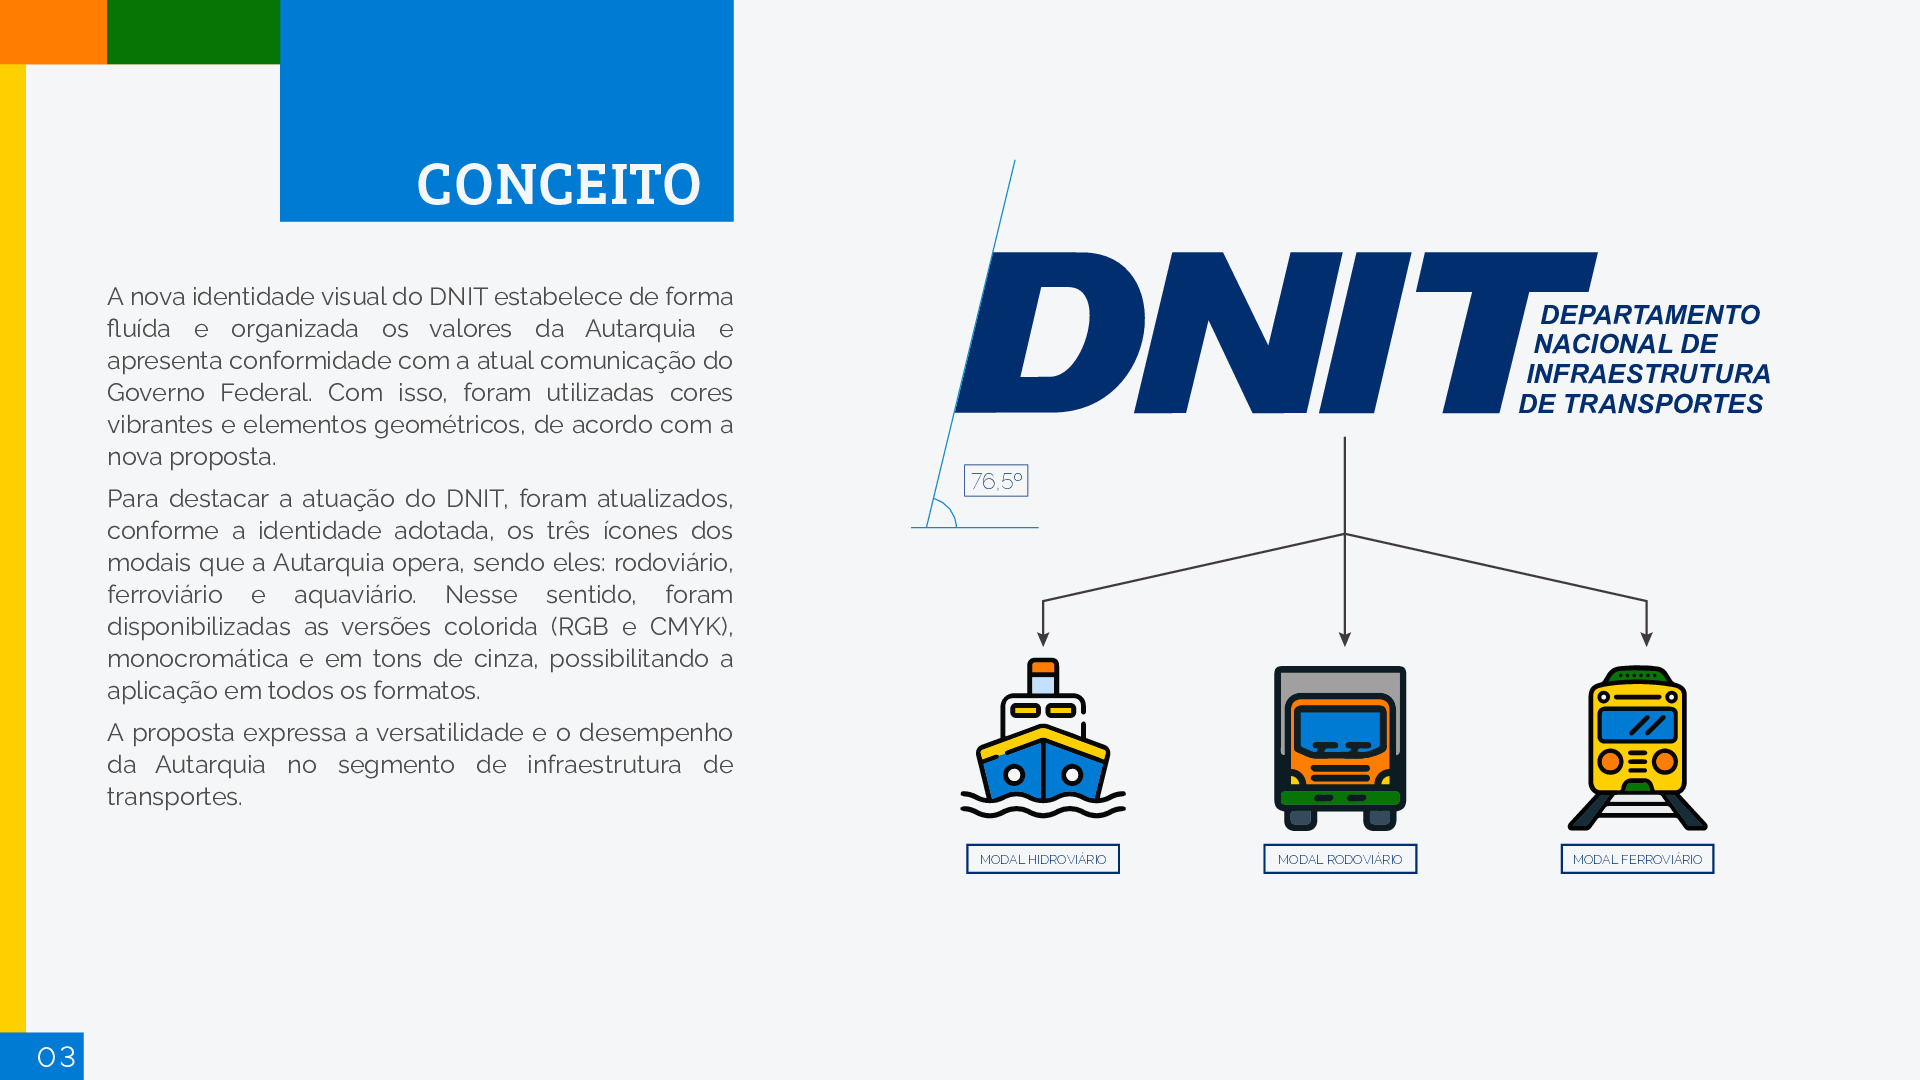 CONCEITO
A nova identidade visual do DNIT estabelece de forma
fluída e organizada os valores da Autarquia e
apresenta conformidade com a atual comunicação do
Governo Federal. Com isso, foram utilizadas cores
vibrantes e elementos geométricos, de acordo com a
nova proposta.
Para destacar a atuação do DNIT, foram atualizados,
conforme a identidade adotada, os três ícones dos
modais que a Autarquia opera, sendo eles: rodoviário,
ferroviário e aquaviário. Nesse sentido, foram
disponibilizadas as versões colorida (RGB e CMYK),
monocromática e em tons de cinza, possibilitando a
aplicação em todos os formatos.
A proposta expressa a versatilidade e o desempenho
da Autarquia no segmento de infraestrutura de
transportes.
DNIT
DEPARTAMENTO
NACIONAL DE
INFRAESTRUTURA
DE TRANSPORTES
76,5º
MODAL HIDROVIÁRIO
MODAL RODOVIÁRIO
MODAL FERROVIÁRIO
03